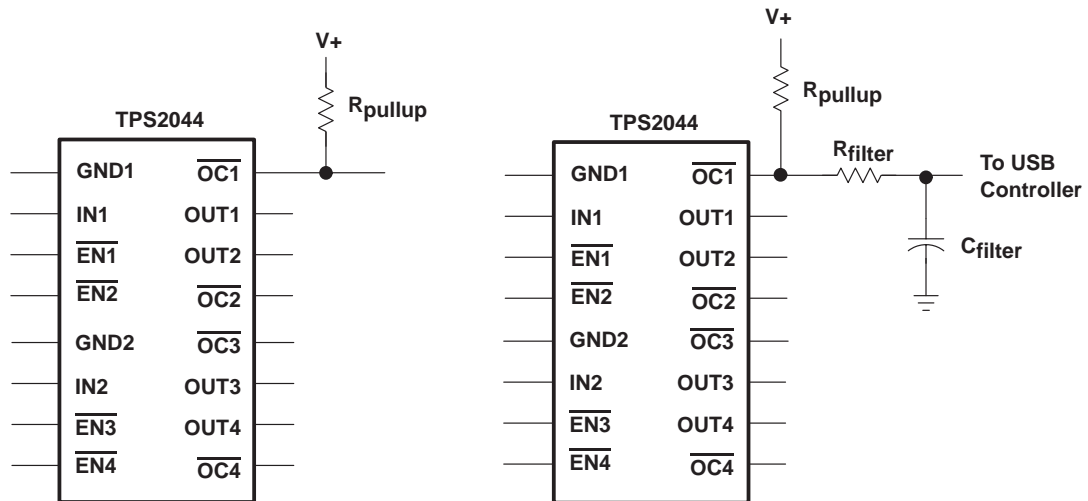 V+
Rpullup
TPS2044
GND1
OC1
IN1
OUT1
EN1
OUT2
EN2
OC2
GND2
OC3
IN2
OUT3
EN3
OUT4
EN4
OC4
V+
Rpullup
TPS2044
Rfilter
To USB
Controller
GND1
OC1
IN1
OUT1
EN1
OUT2
Cfilter
EN2
OC2
GND2
OC3
IN2
OUT3
EN3
OUT4
EN4
OC4